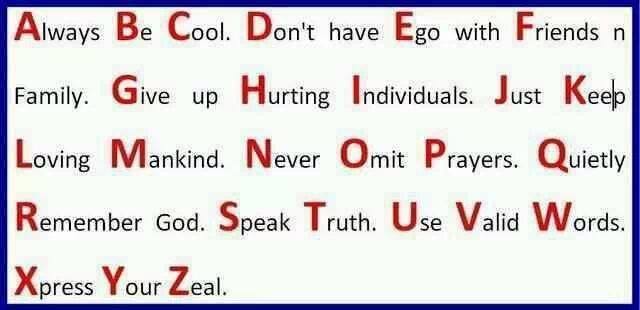 Always Be Cool. Don't have Ego with Friends n
Family. Give up Hurting Individuals. Just Keep
Loving Mankind. Never Omit Prayers. Quietly
Remember God. Speak Truth. Use Valid Words.
Xpress Your Zeal.